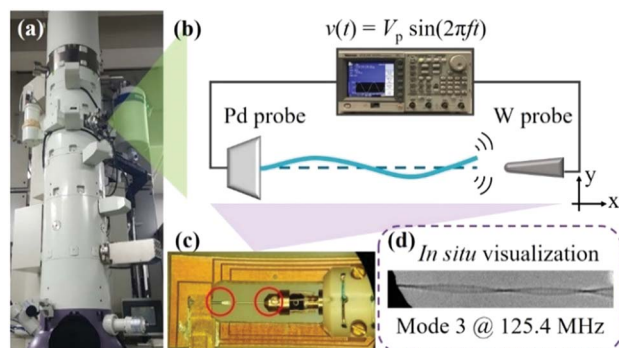 (a)
(b)
v(t) = Vp sin(2πft)
Pd probe
W probe
y
x
(c)
(d)
In situ visualization
Mode 3 @ 125.4 MHz